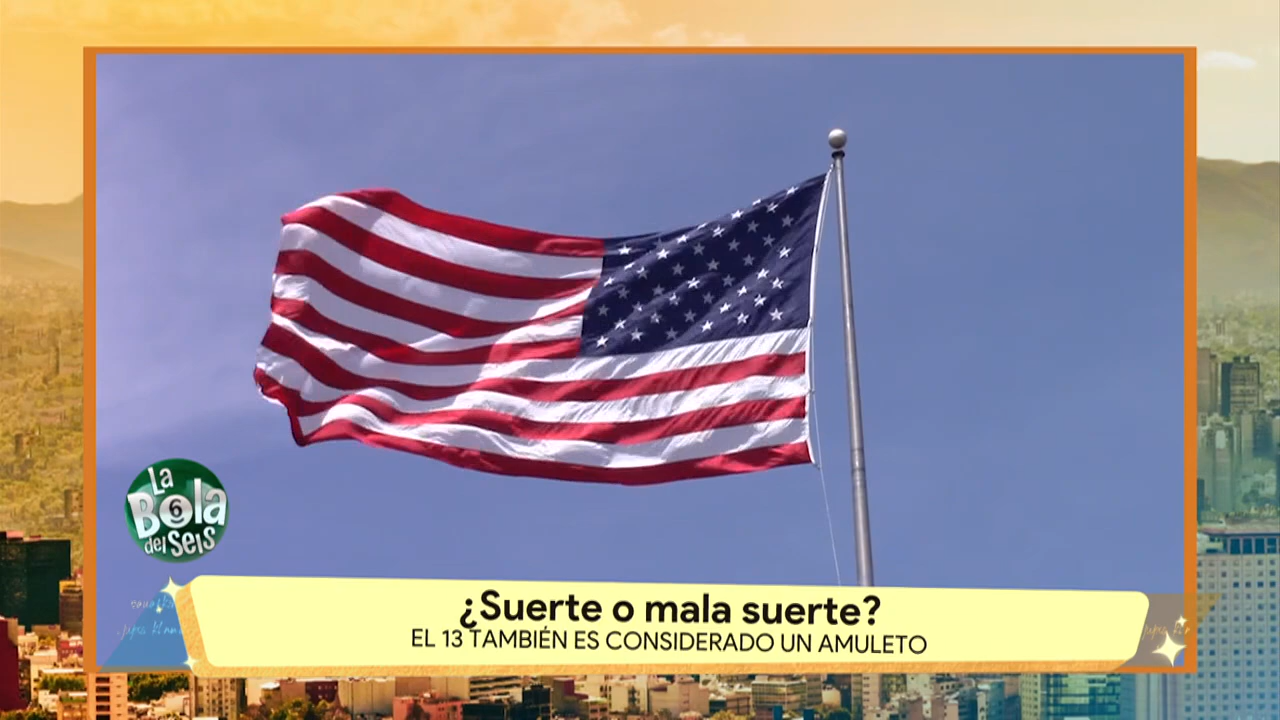 La
Bola
6
del Seis
¿Suerte o mala suerte?
EL 13 TAMBIÉN ES CONSIDERADO UN AMULETO